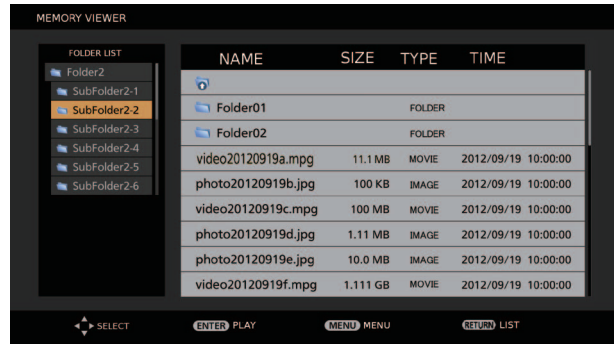 MEMORY VIEWER
FOLDER LIST
Folder2
SubFolder2-1
SubFolder2-2
SubFolder2-3
SubFolder2-4
SubFolder2-5
SubFolder2-6
NAME SIZE TYPE TIME
Folder01 FOLDER
Folder02 FOLDER
video20120919a.mpg 11.1 MB MOVIE 2012/09/19 10:00:00
photo20120919b.jpg 100 KB IMAGE 2012/09/19 10:00:00
video20120919c.mpg 100 MB MOVIE 2012/09/19 10:00:00
photo20120919d.jpg 1.11 MB IMAGE 2012/09/19 10:00:00
photo20120919e.jpg 10.0 MB IMAGE 2012/09/19 10:00:00
video20120919f.mpg 1.111 GB MOVIE 2012/09/19 10:00:00
SELECT ENTER PLAY MENU MENU RETURN LIST